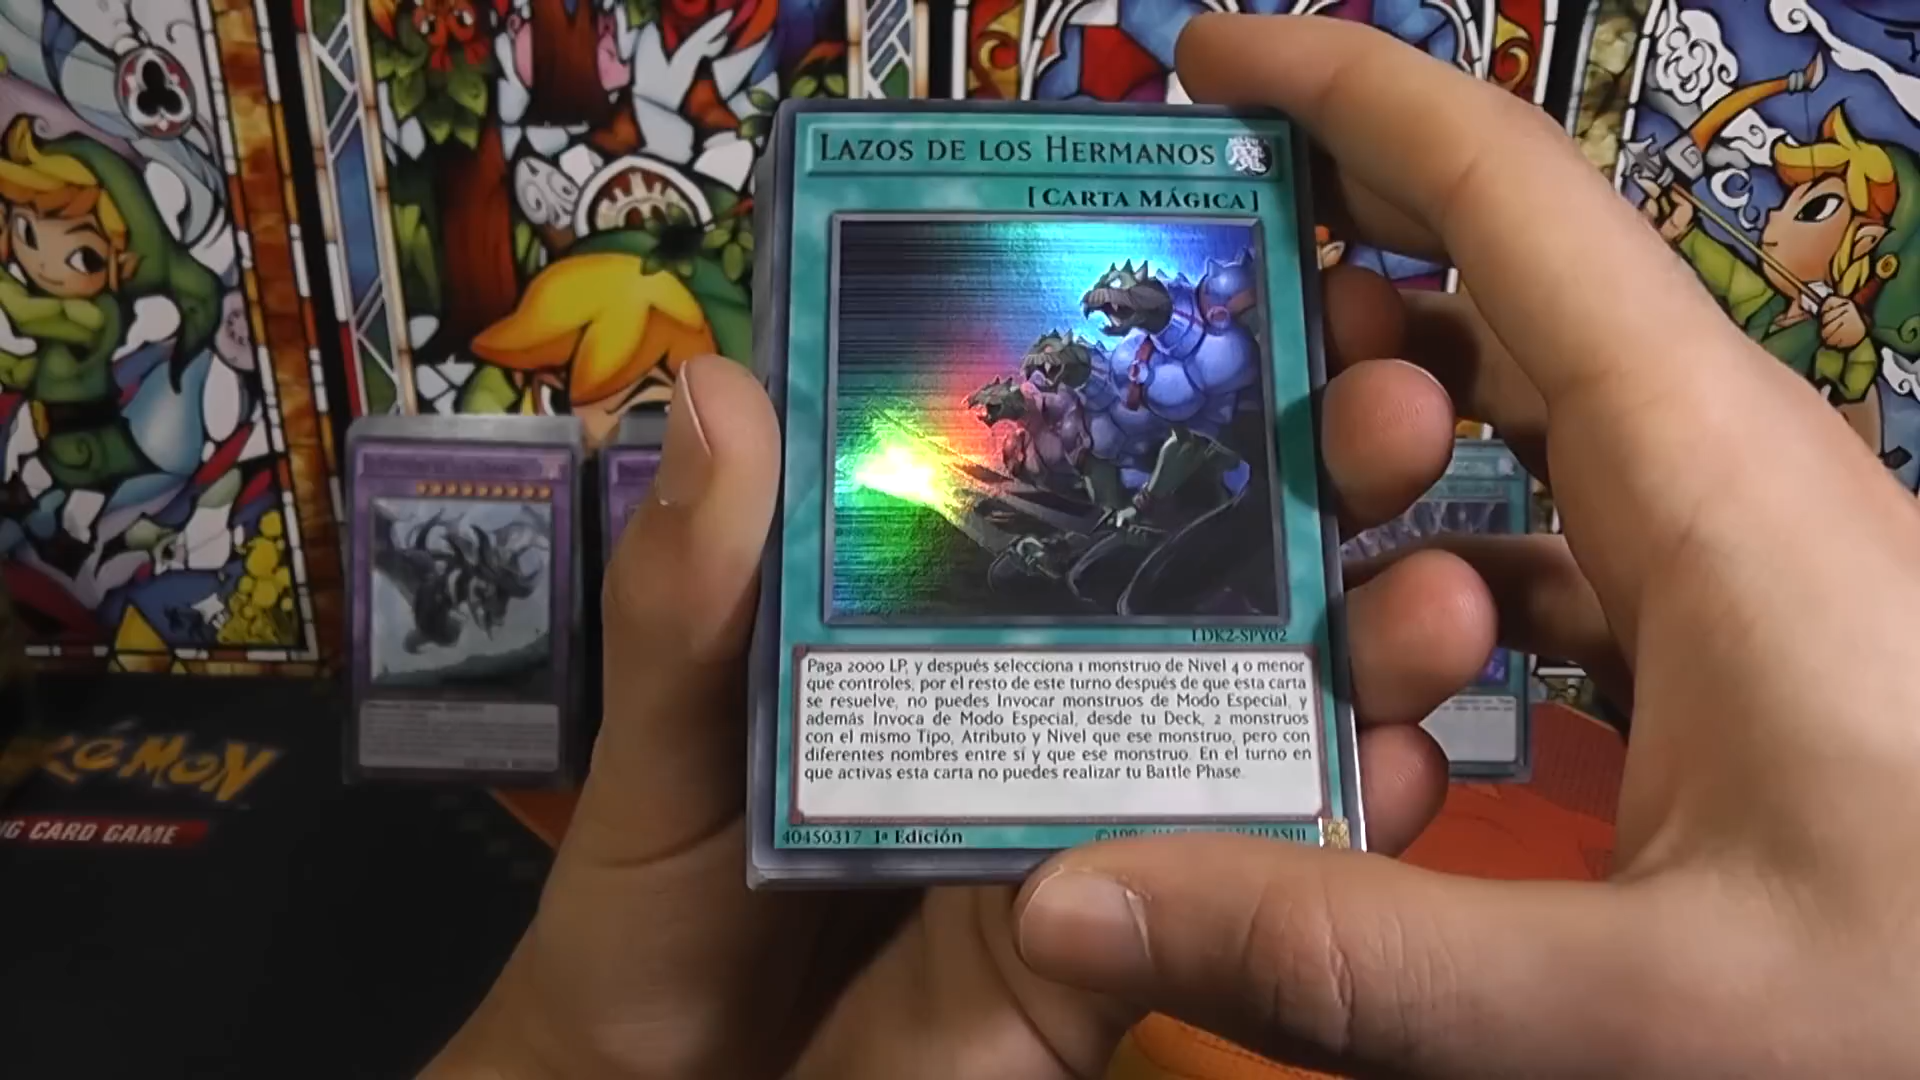 LAZOS DE LOS HERMANOS
[CARTA MÁGICA]
LDK2-SPY02
Paga 2000 LP, y después selecciona 1 monstruo de Nivel 4 o menor
que controles; por el resto de este turno después de que esta carta
se resuelve, no puedes Invocar monstruos de Modo Especial, y
además Invoca de Modo Especial, desde tu Deck, 2 monstruos
con el mismo Tipo, Atributo y Nivel que ese monstruo, pero con
diferentes nombres entre sí y que ese monstruo. En el turno en
que activas esta carta no puedes realizar tu Battle Phase.
40450317 1ª Edición
POKéMON
CARD GAME